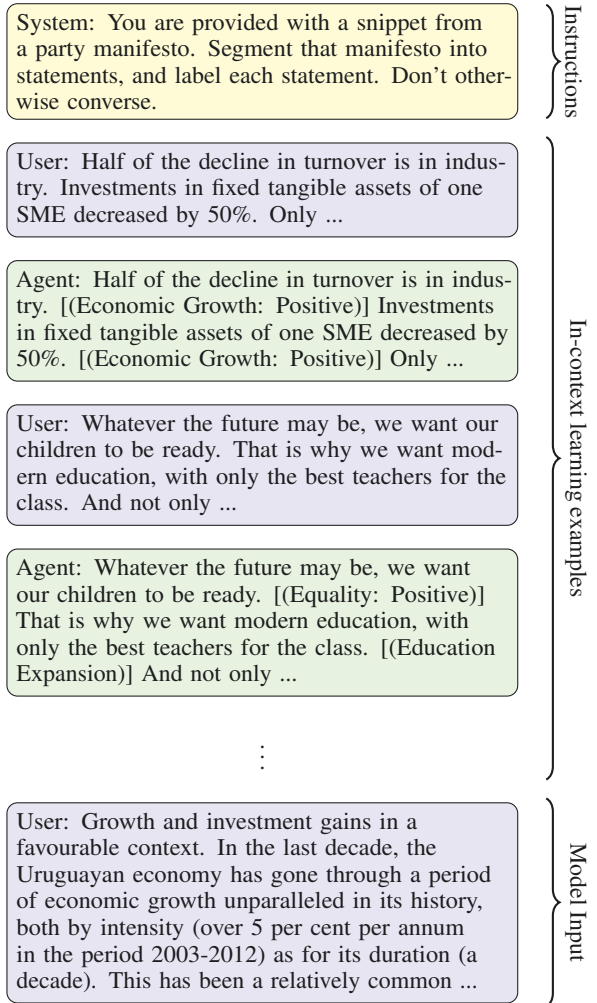 System: You are provided with a snippet from
a party manifesto. Segment that manifesto into
statements, and label each statement. Don't other-
wise converse.
Instructions
User: Half of the decline in turnover is in indus-
try. Investments in fixed tangible assets of one
SME decreased by 50%. Only ...
Agent: Half of the decline in turnover is in indus-
try. [(Economic Growth: Positive)] Investments
in fixed tangible assets of one SME decreased by
50%. [(Economic Growth: Positive)] Only ...
User: Whatever the future may be, we want our
children to be ready. That is why we want mod-
ern education, with only the best teachers for the
class. And not only ...
Agent: Whatever the future may be, we want
our children to be ready. [(Equality: Positive)]
That is why we want modern education, with
only the best teachers for the class. [(Education
Expansion)] And not only ...
⋮
In-context learning examples
User: Growth and investment gains in a
favourable context. In the last decade, the
Uruguayan economy has gone through a period
of economic growth unparalleled in its history,
both by intensity (over 5 per cent per annum
in the period 2003-2012) as for its duration (a
decade). This has been a relatively common ...
Model Input